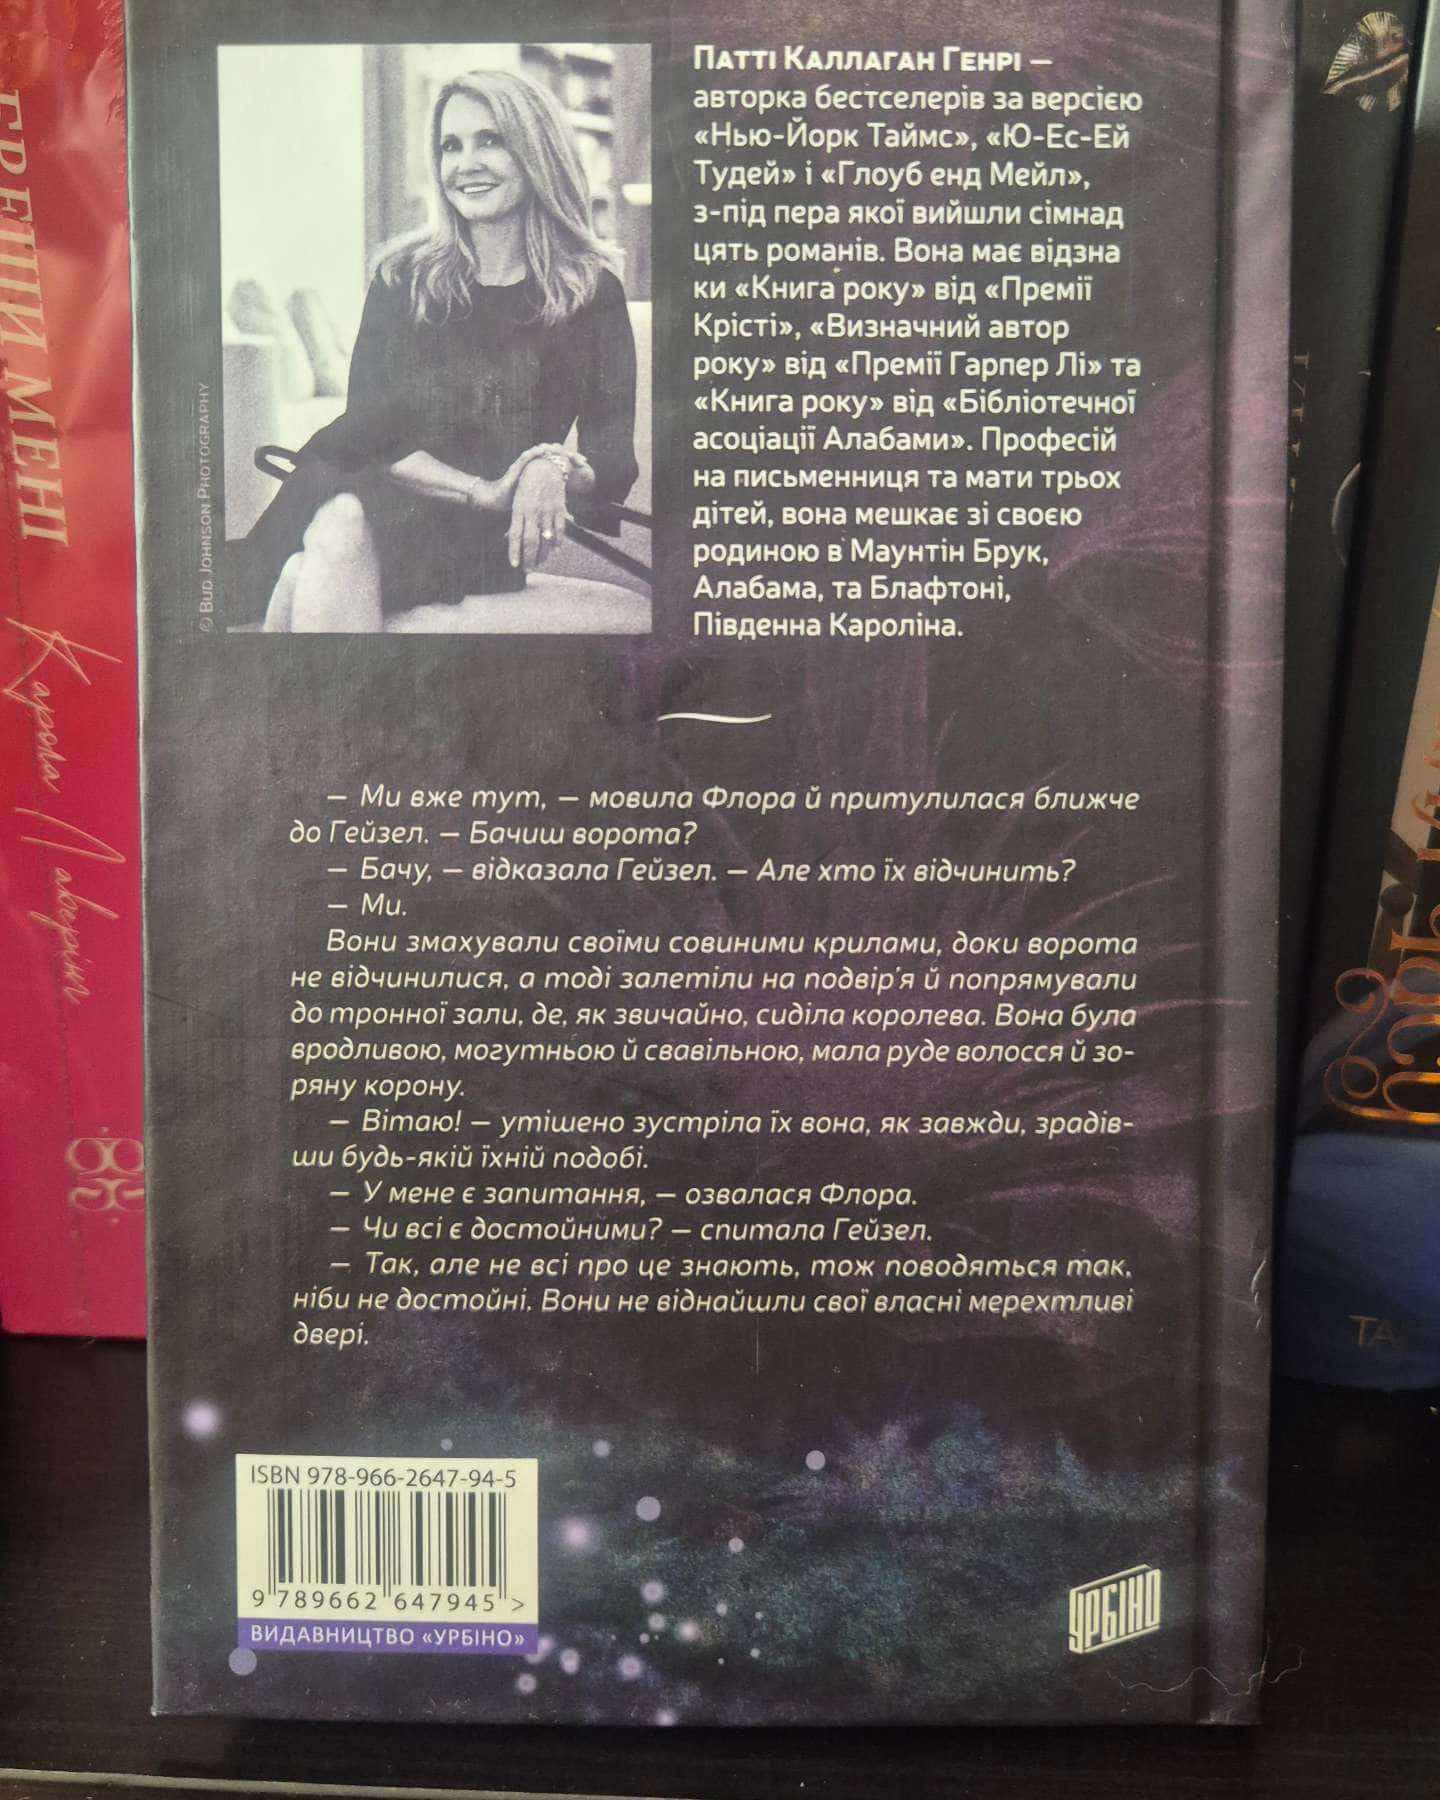 ПАТТІ КАЛЛАГАН ГЕНРІ —
авторка бестселерів за версією
«Нью-Йорк Таймс», «Ю-Ес-Ей
Тудей» і «Глоуб енд Мейл»,
з-під пера якої вийшли сімнад
цять романів. Вона має відзна
ки «Книга року» від «Премії
Крісті», «Визначний автор
року» від «Премії Гарпер Лі» та
«Книга року» від «Бібліотечної
асоціації Алабами». Професій
на письменниця та мати трьох
дітей, вона мешкає зі своєю
родиною в Маунтін Брук,
Алабама, та Блафтоні,
Південна Кароліна.
© BUD JOHNSON PHOTOGRAPHY
— Ми вже тут, — мовила Флора й притулилася ближче
до Гейзел. — Бачиш ворота?
— Бачу, — відказала Гейзел. — Але хто їх відчинить?
— Ми.
Вони змахували своїми совиними крилами, доки ворота
не відчинилися, а тоді залетіли на подвір'я й попрямували
до тронної зали, де, як звичайно, сиділа королева. Вона була
вродливою, могутньою й свавільною, мала руде волосся й зо-
ряну корону.
— Вітаю! — утішено зустріла їх вона, як завжди, зрадів-
ши будь-якій їхній подобі.
— У мене є запитання, — озвалася Флора.
— Чи всі є достойними? — спитала Гейзел.
— Так, але не всі про це знають, тож поводяться так,
ніби не достойні. Вони не віднайшли свої власні мерехтливі
двері.
ISBN 978-966-2647-94-5
9 789662 647945 >
ВИДАВНИЦТВО «УРБІНО»
УРБІНО
МЕНІ
Карола Ловерінг